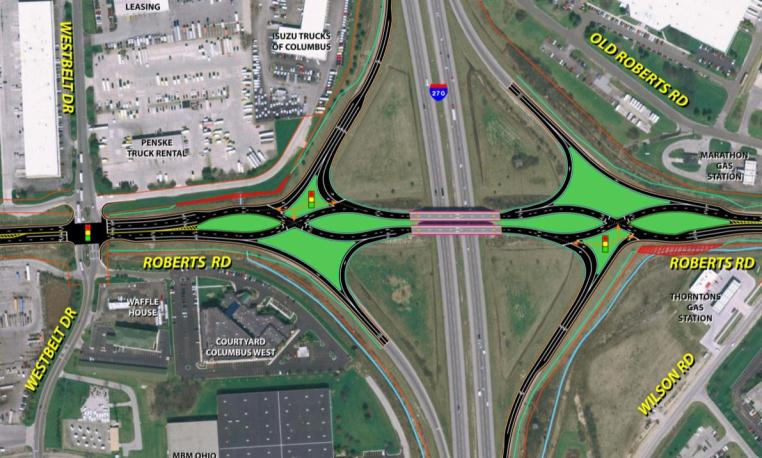 LEASING
WESTBELT DR
ISUZU TRUCKS
OF COLUMBUS
OLD ROBERTS RD
270
PENSKE
TRUCK RENTAL
MARATHON
GAS
STATION
ROBERTS RD
ROBERTS RD
WAFFLE
HOUSE
THORNTONS
GAS
STATION
WESTBELT DR
COURTYARD
COLUMBUS WEST
WILSON RD
MBM OHIO